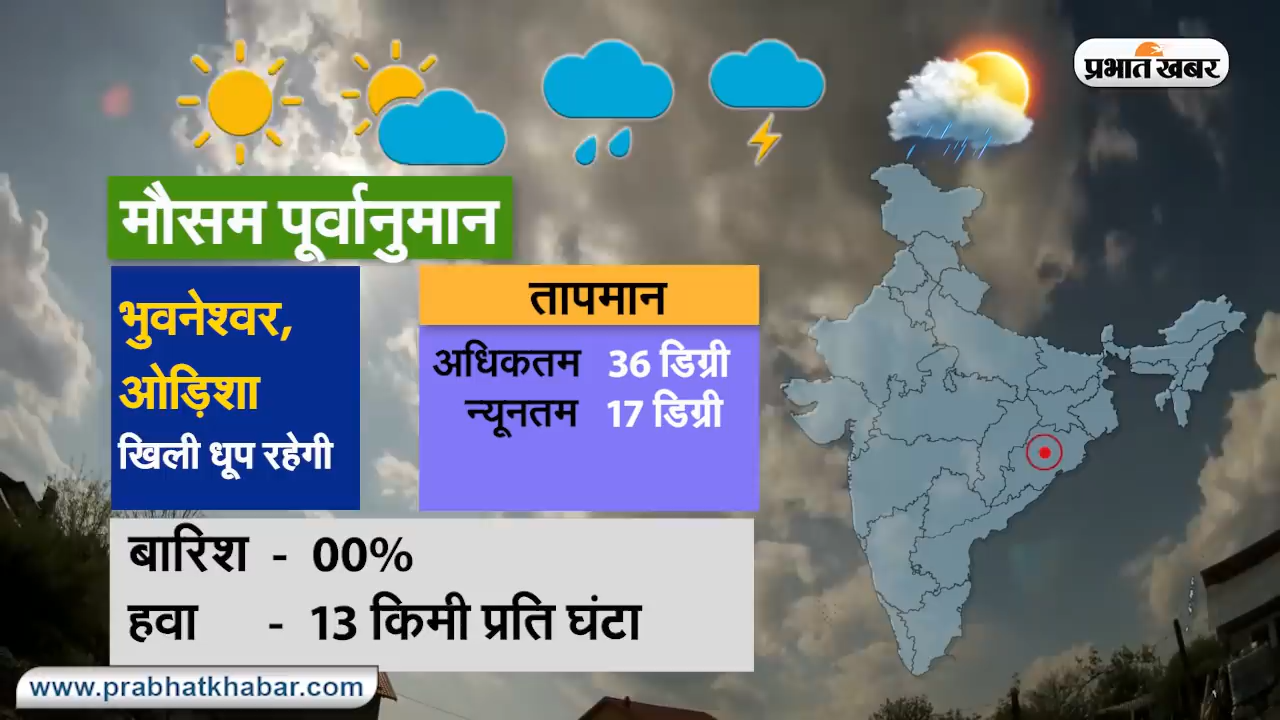 प्रभात खबर
मौसम पूर्वानुमान
भुवनेश्वर,
ओड़िशा
खिली धूप रहेगी
तापमान
अधिकतम 36 डिग्री
न्यूनतम 17 डिग्री
बारिश - 00%
हवा - 13 किमी प्रति घंटा
www.prabhatkhabar.com